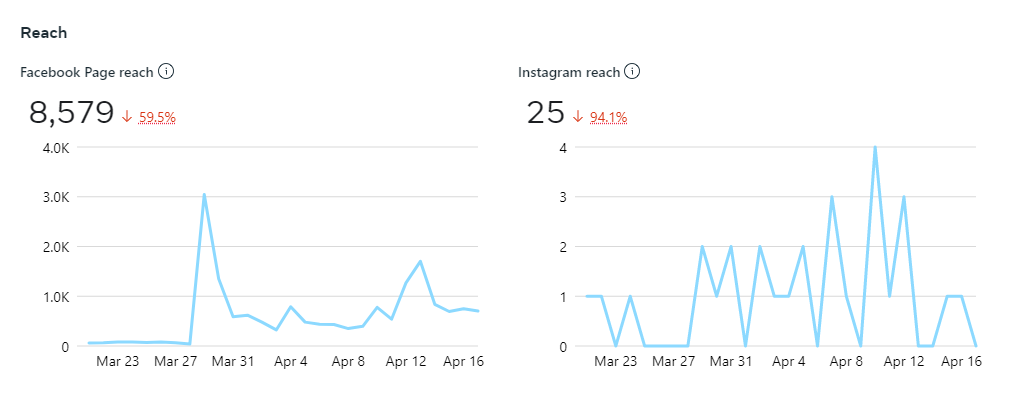 Reach
Facebook Page reach
8,579 ↓ 59.5%
4.0K
3.0K
2.0K
1.0K
0
Mar 23 Mar 27 Mar 31 Apr 4 Apr 8 Apr 12 Apr 16
Instagram reach
25 ↓ 94.1%
4
3
2
1
0
Mar 23 Mar 27 Mar 31 Apr 4 Apr 8 Apr 12 Apr 16